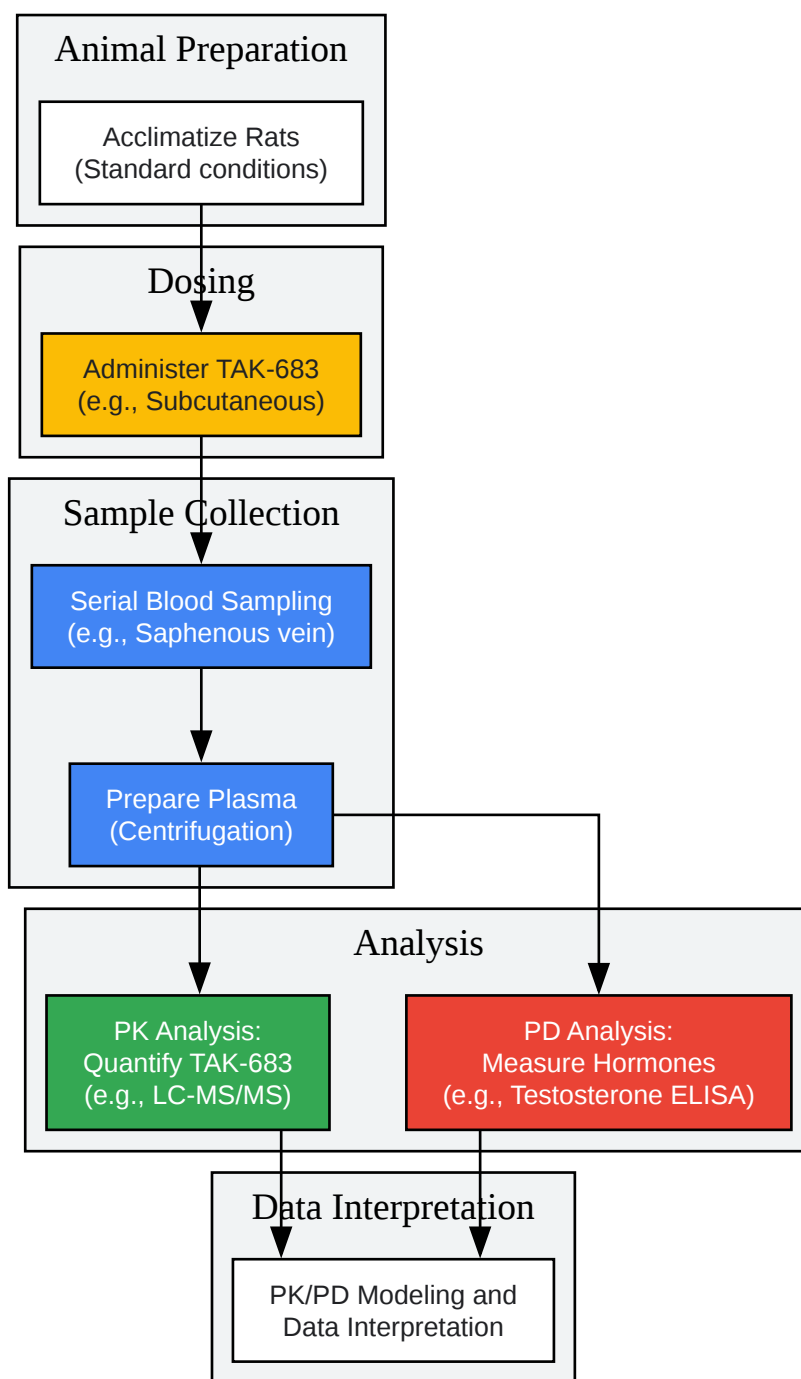 Animal Preparation
Acclimatize Rats
(Standard conditions)
Dosing
Administer TAK-683
(e.g., Subcutaneous)
Sample Collection
Serial Blood Sampling
(e.g., Saphenous vein)
Prepare Plasma
(Centrifugation)
Analysis
PK Analysis:
Quantify TAK-683
(e.g., LC-MS/MS)
PD Analysis:
Measure Hormones
(e.g., Testosterone ELISA)
Data Interpretation
PK/PD Modeling and
Data Interpretation